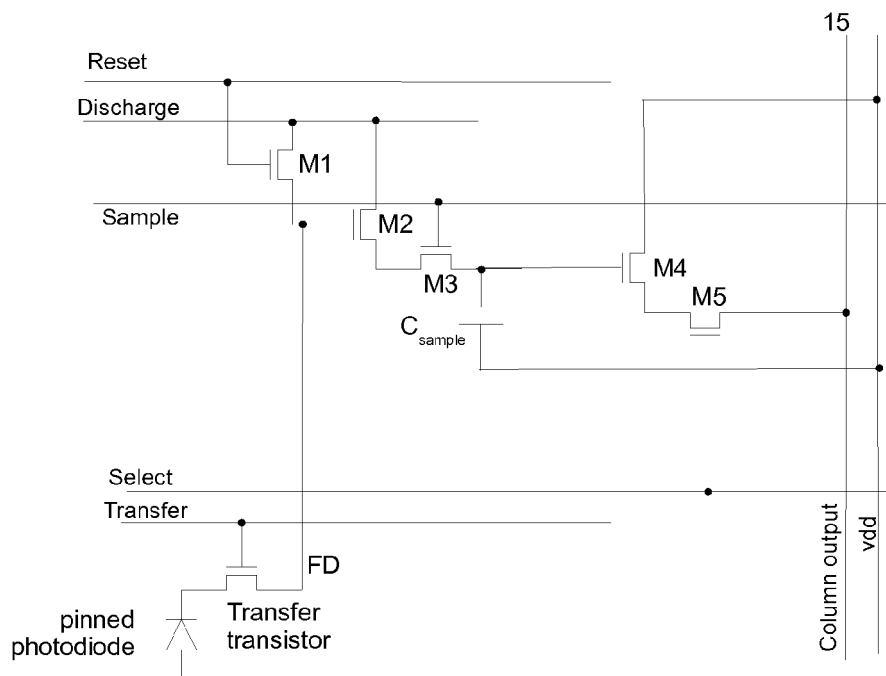 15
Reset
Discharge
M1
Sample
M2
M3
M4
M5
C sample
Select
Transfer
FD
Transfer
transistor
pinned
photodiode
Column output
vdd